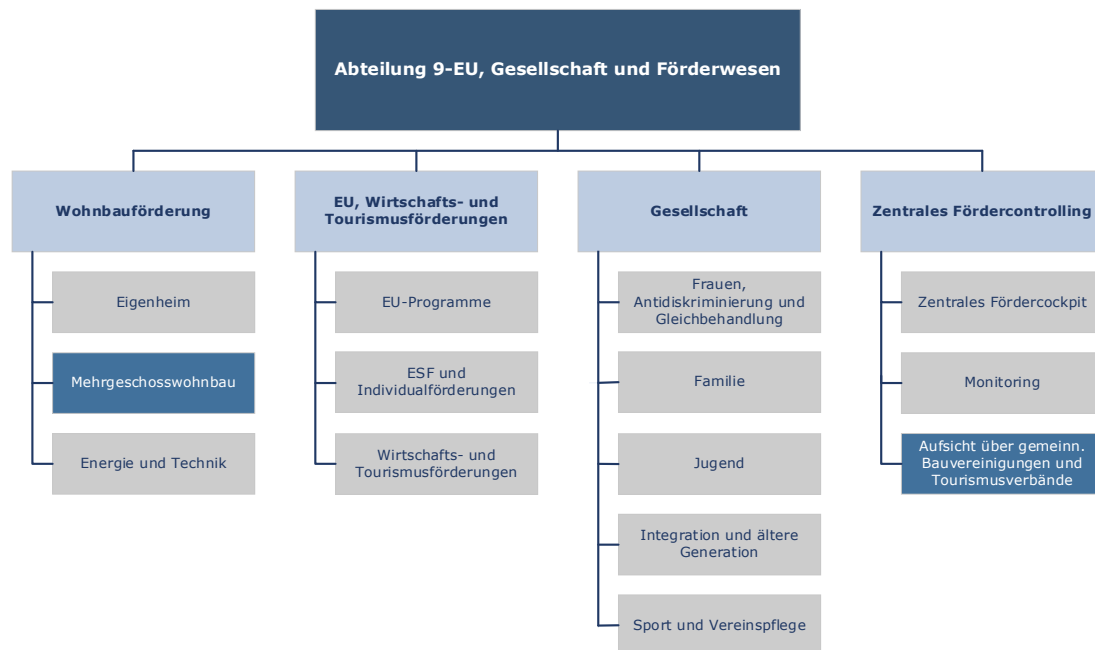 Abteilung 9-EU, Gesellschaft und Förderwesen
Wohnbauförderung
Eigenheim
Mehrgeschosswohnbau
Energie und Technik
EU, Wirtschafts- und
Tourismusförderungen
EU-Programme
ESF und
Individualförderungen
Wirtschafts- und
Tourismusförderungen
Gesellschaft
Frauen,
Antidiskriminierung und
Gleichbehandlung
Familie
Jugend
Integration und ältere
Generation
Sport und Vereinspflege
Zentrales Fördercontrolling
Zentrales Fördercockpit
Monitoring
Aufsicht über gemeinn.
Bauvereinigungen und
Tourismusverbände